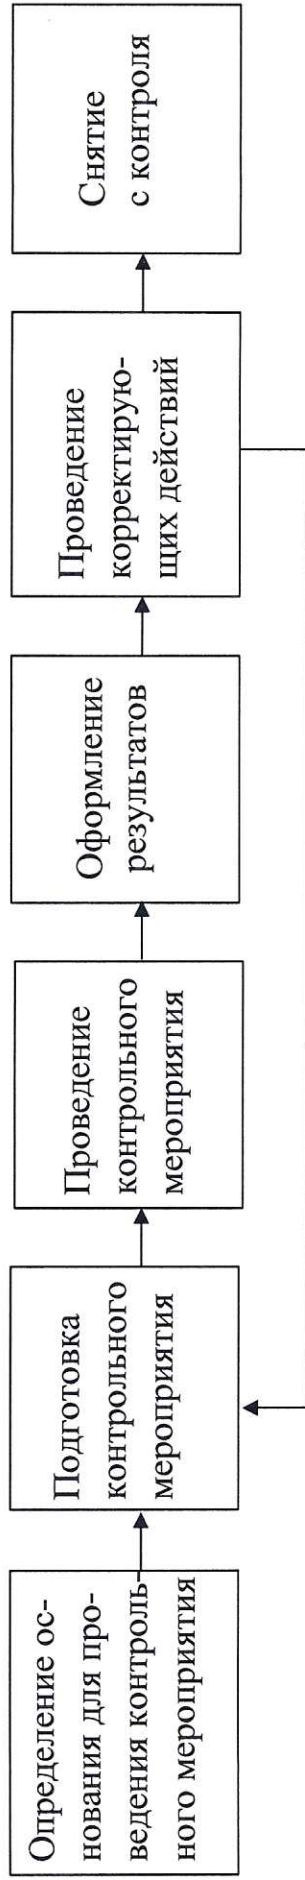 Определение ос-
нования для про-
ведения контроль-
ного мероприятия
Подготовка
контрольного
мероприятия
Проведение
контрольного
мероприятия
Оформление
результатов
Проведение
корректирую-
щих действий
Снятие
с контроля